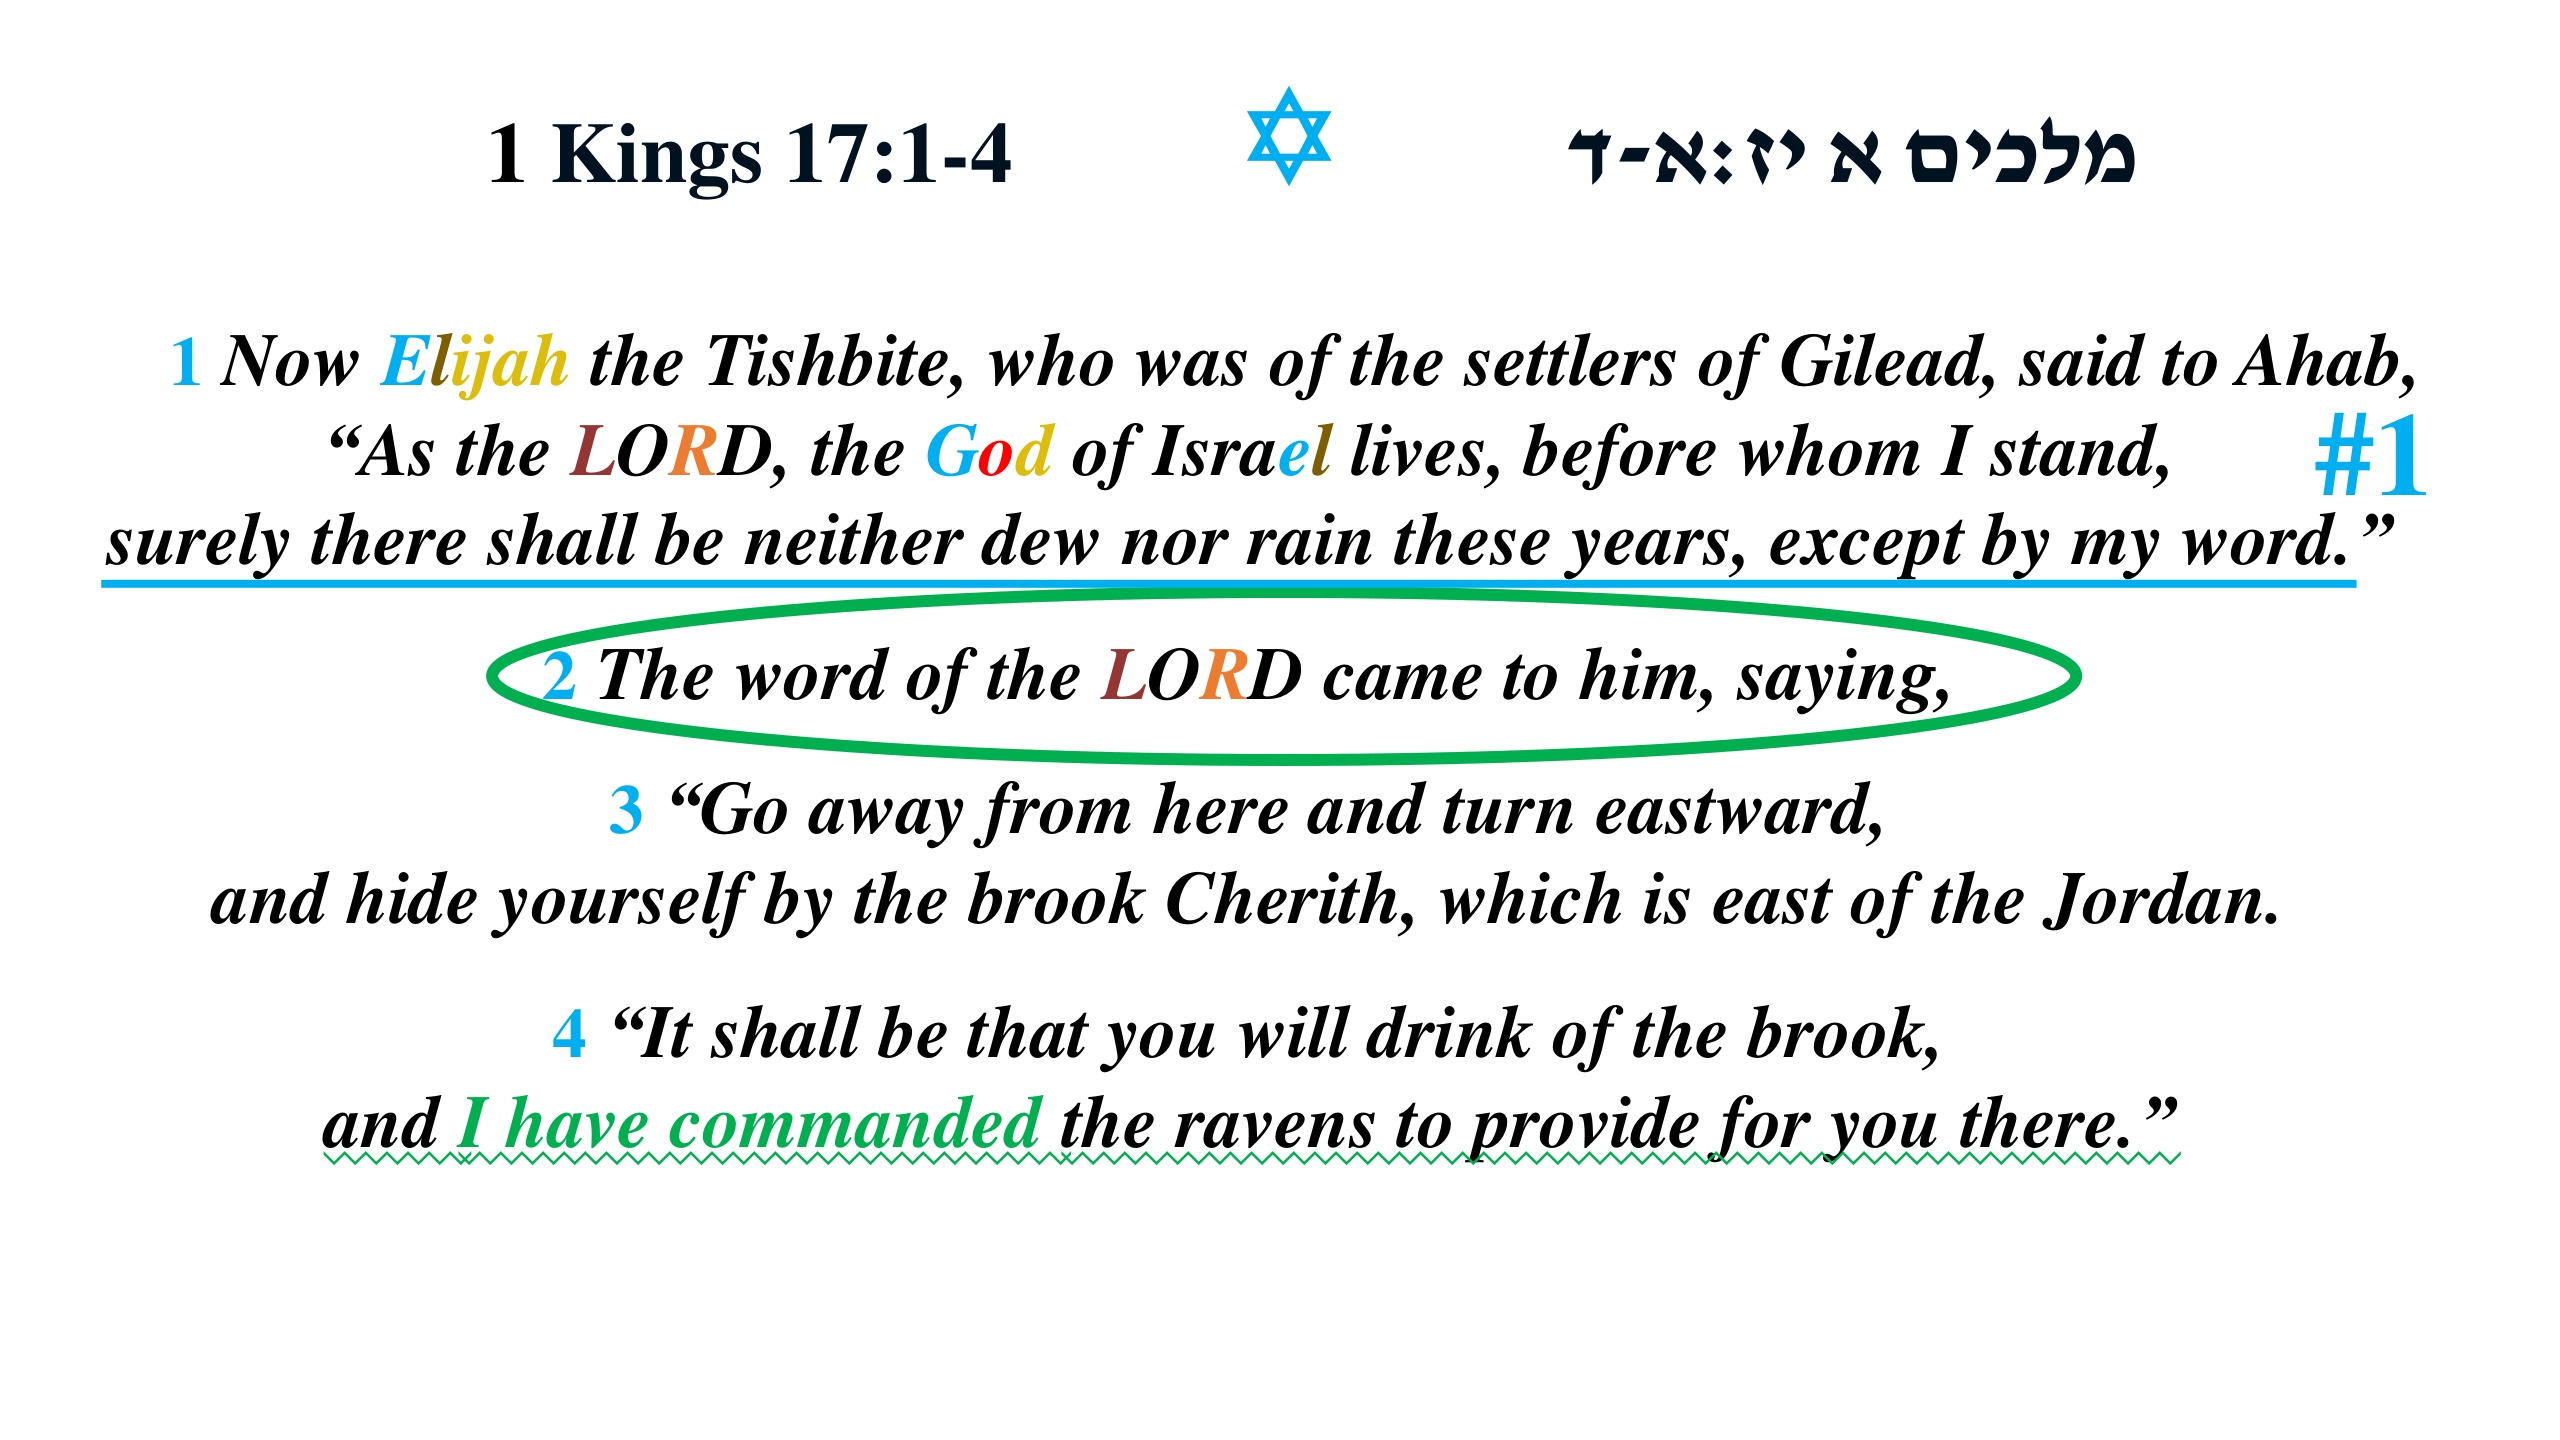 1 Kings 17:1-4 ✡ מלכים א יז:א-ד
1 Now Elijah the Tishbite, who was of the settlers of Gilead, said to Ahab,
“As the LORD, the God of Israel lives, before whom I stand,
#1
surely there shall be neither dew nor rain these years, except by my word.”
2 The word of the LORD came to him, saying,
3 “Go away from here and turn eastward,
and hide yourself by the brook Cherith, which is east of the Jordan.
4 “It shall be that you will drink of the brook,
and I have commanded the ravens to provide for you there.”